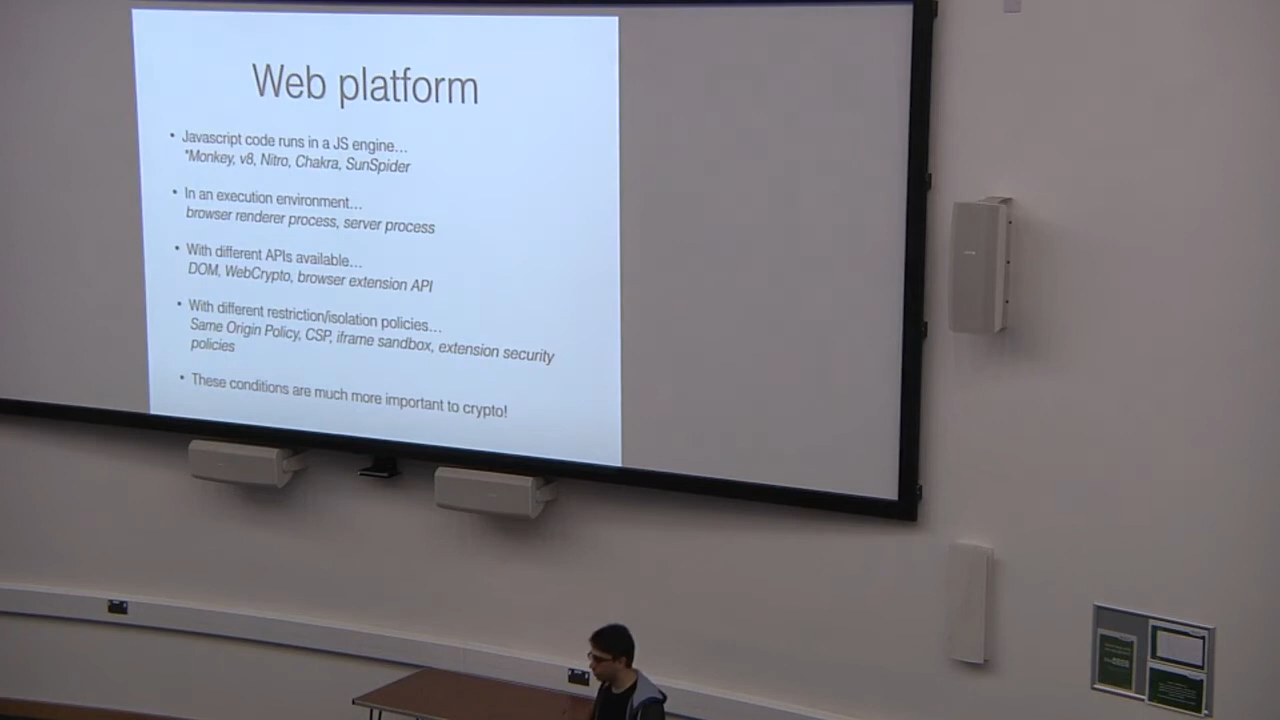 Web platform
• Javascript code runs in a JS engine…
*Monkey, v8, Nitro, Chakra, SunSpider
• In an execution environment…
browser renderer process, server process
• With different APIs available…
DOM, WebCrypto, browser extension API
• With different restriction/isolation policies…
Same Origin Policy, CSP, iframe sandbox, extension security
policies
• These conditions are much more important to crypto!